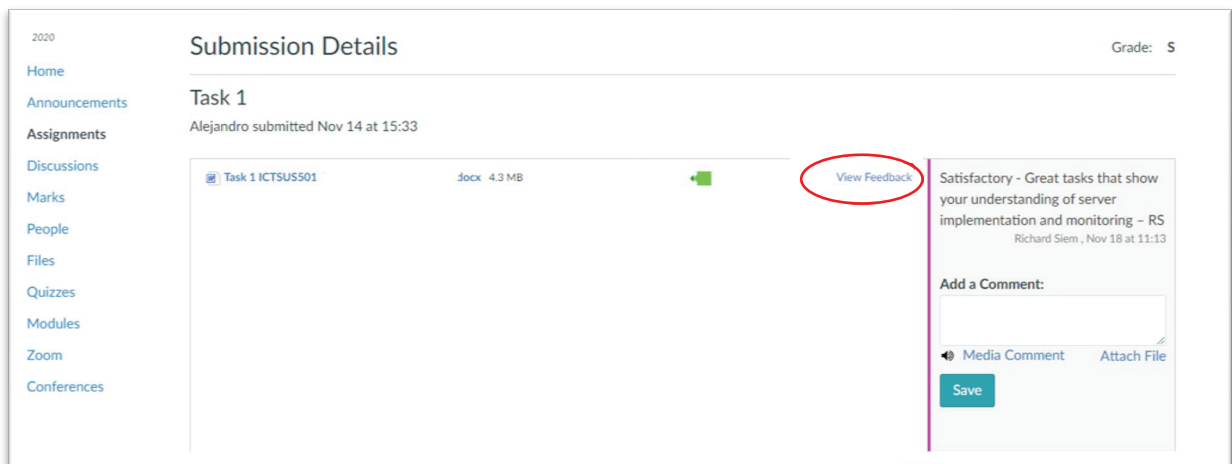 2020
Home
Announcements
Assignments
Discussions
Marks
People
Files
Quizzes
Modules
Zoom
Conferences
Submission Details
Grade: S
Task 1
Alejandro submitted Nov 14 at 15:33
Task 1 ICTSUS501 .docx 4.3 MB View Feedback
Satisfactory - Great tasks that show
your understanding of server
implementation and monitoring – RS
Richard Siem , Nov 18 at 11:13
Add a Comment:
Media Comment Attach File
Save